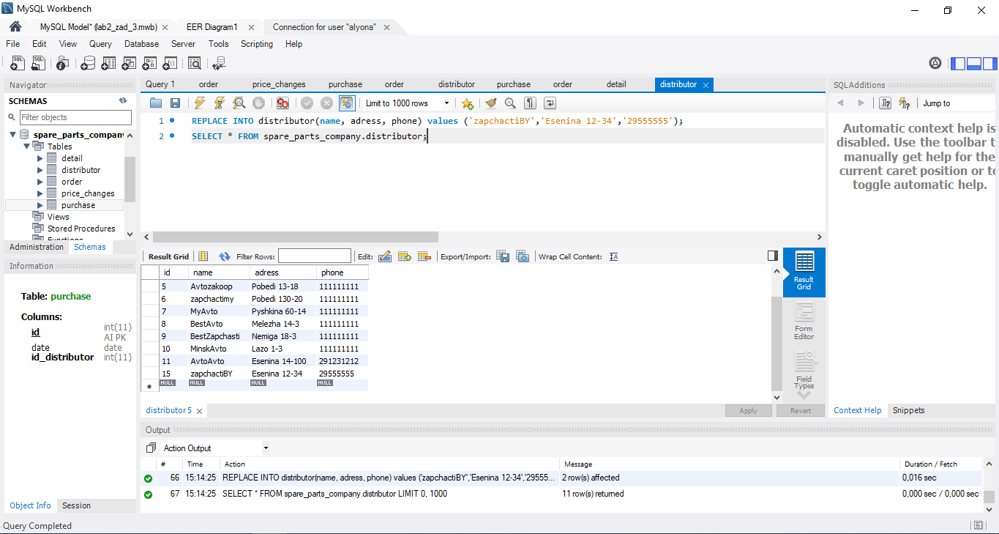 MySQL Workbench
MySQL Model* (lab2_zad_3.mwb) EER Diagram1 Connection for user "alyona"
File Edit View Query Database Server Tools Scripting Help
Navigator
SCHEMAS
Filter objects
spare_parts_company
Tables
detail
distributor
order
price_changes
purchase
Views
Stored Procedures
Functions
Administration Schemas
Information
Table: purchase
Columns:
id int(11) AI PK
date date
id_distributor int(11)
Object Info Session
Query 1 order price_changes purchase order distributor purchase order detail distributor
Limit to 1000 rows
1 REPLACE INTO distributor(name, adress, phone) values ('zapchactiBY','Esenina 12-34','29555555');
2 SELECT * FROM spare_parts_company.distributor;
Result Grid Filter Rows: Edit: Export/Import: Wrap Cell Content:
id name adress phone
5 Avtozakoop Pobedi 13-18 111111111
6 zapchactimy Pobedi 130-20 111111111
7 MyAvto Pyshkina 60-14 111111111
8 BestAvto Melezha 14-3 111111111
9 BestZapchasti Nemiga 18-3 111111111
10 MinskAvto Lazo 1-3 111111111
11 AvtoAvto Esenina 14-100 291231212
15 zapchactiBY Esenina 12-34 29555555
NULL NULL NULL NULL
Result Grid
Form Editor
Field Types
distributor 5 Apply Revert
SQLAdditions
Jump to
Automatic context help is
disabled. Use the toolbar t
manually get help for the
current caret position or to
toggle automatic help.
Context Help Snippets
Output
Action Output
# Time Action Message Duration / Fetch
66 15:14:25 REPLACE INTO distributor(name, adress, phone) values ('zapchactiBY','Esenina 12-34','29555... 2 row(s) affected 0,016 sec
67 15:14:25 SELECT * FROM spare_parts_company.distributor LIMIT 0, 1000 11 row(s) returned 0,000 sec / 0,000 sec
Query Completed